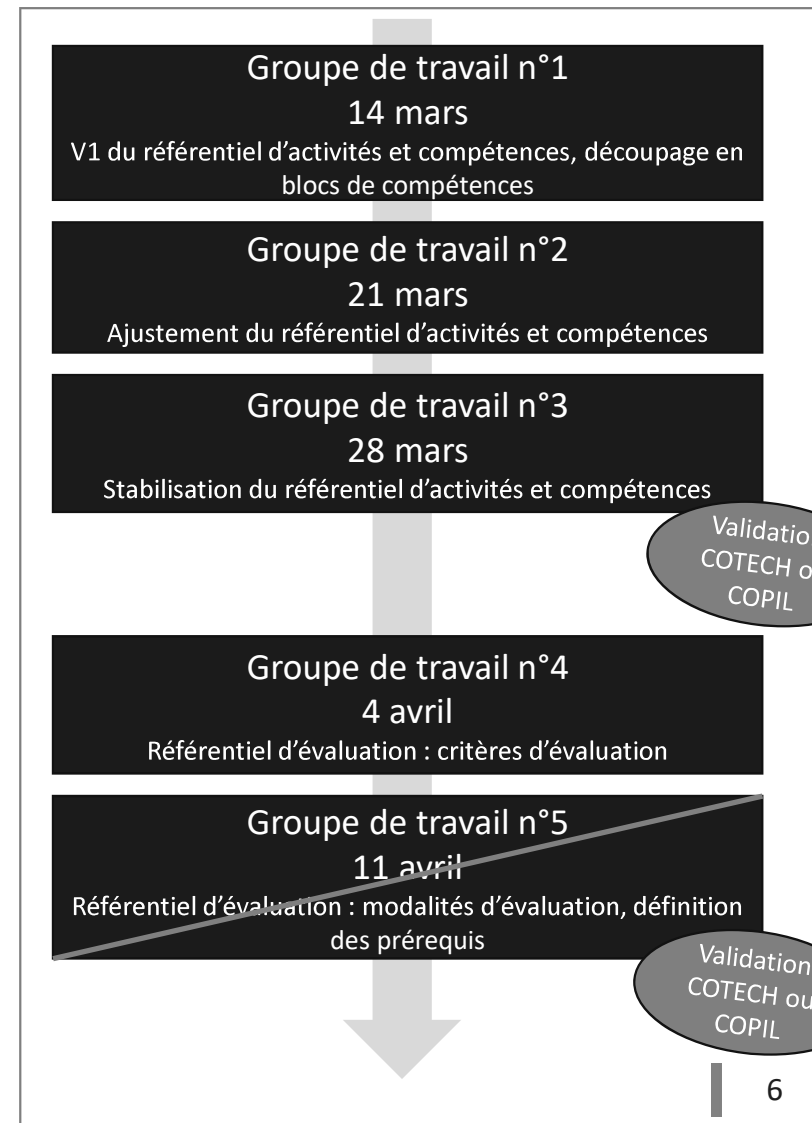 Groupe de travail n°1
14 mars
V1 du référentiel d’activités et compétences, découpage en
blocs de compétences
Groupe de travail n°2
21 mars
Ajustement du référentiel d’activités et compétences
Groupe de travail n°3
28 mars
Stabilisation du référentiel d’activités et compétences
Validatio
COTECH o
COPIL
Groupe de travail n°4
4 avril
Référentiel d’évaluation : critères d’évaluation
Groupe de travail n°5
11 avril
Référentiel d’évaluation : modalités d’évaluation, définition
des prérequis
Validation
COTECH ou
COPIL
6